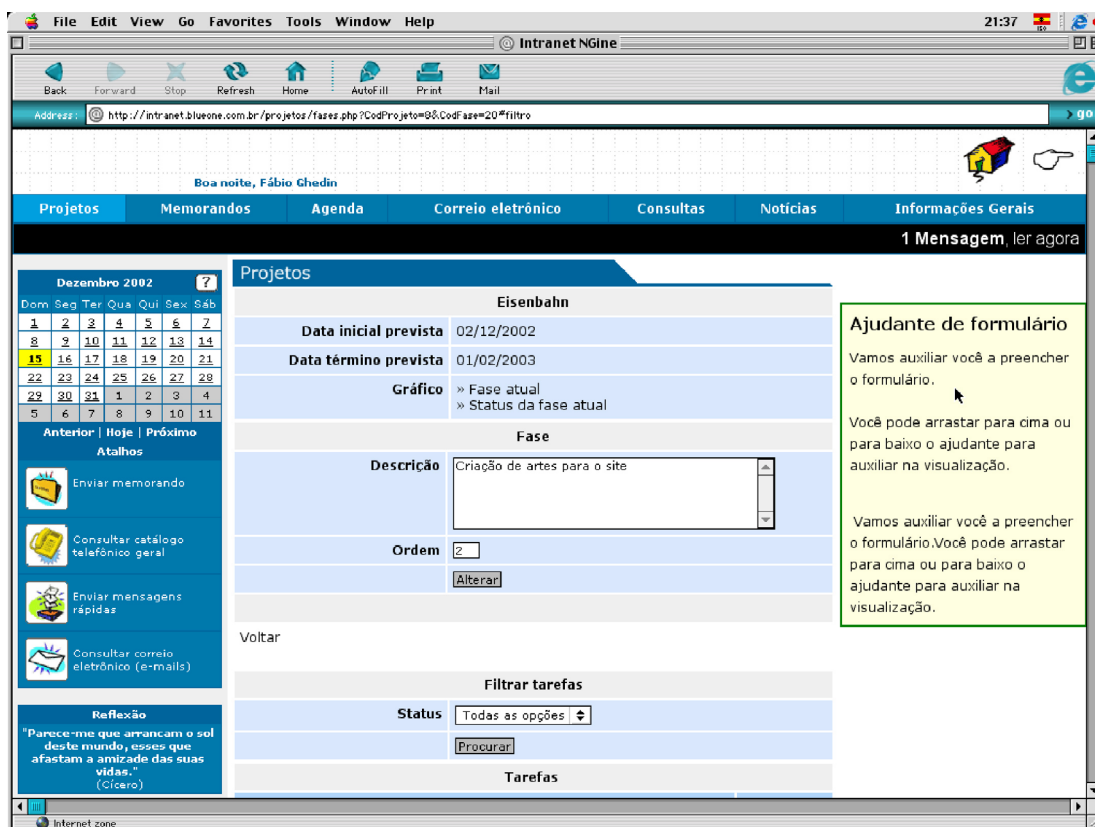 File Edit View Go Favorites Tools Window Help 21:37
Intranet NGine
Back Forward Stop Refresh Home AutoFill Print Mail
Address: http://intranet.blueone.com.br/projetos/fases.php?CodProjeto=8&CodFase=20#filtro go
Boa noite, Fábio Ghedin
Projetos Memorandos Agenda Correio eletrônico Consultas Notícias Informações Gerais
1 Mensagem, ler agora
Dezembro 2002 ?
Dom Seg Ter Qua Qui Sex Sáb
1 2 3 4 5 6 7
8 9 10 11 12 13 14
15 16 17 18 19 20 21
22 23 24 25 26 27 28
29 30 31 1 2 3 4
5 6 7 8 9 10 11
Anterior | Hoje | Próximo
Atalhos
Enviar memorando
Consultar catálogo
telefônico geral
Enviar mensagens
rápidas
Consultar correio
eletrônico (e-mails)
Reflexão
"Parece-me que arrancam o sol
deste mundo, esses que
afastam a amizade das suas
vidas."
(Cícero)
Projetos
Eisenbahn
Data inicial prevista 02/12/2002
Data término prevista 01/02/2003
Gráfico » Fase atual
» Status da fase atual
Fase
Descrição Criação de artes para o site
Ordem 2
Alterar
Voltar
Filtrar tarefas
Status Todas as opções
Procurar
Tarefas
Ajudante de formulário
Vamos auxiliar você a preencher
o formulário.
Você pode arrastar para cima ou
para baixo o ajudante para
auxiliar na visualização.
Vamos auxiliar você a preencher
o formulário.Você pode arrastar
para cima ou para baixo o
ajudante para auxiliar na
visualização.
Internet zone